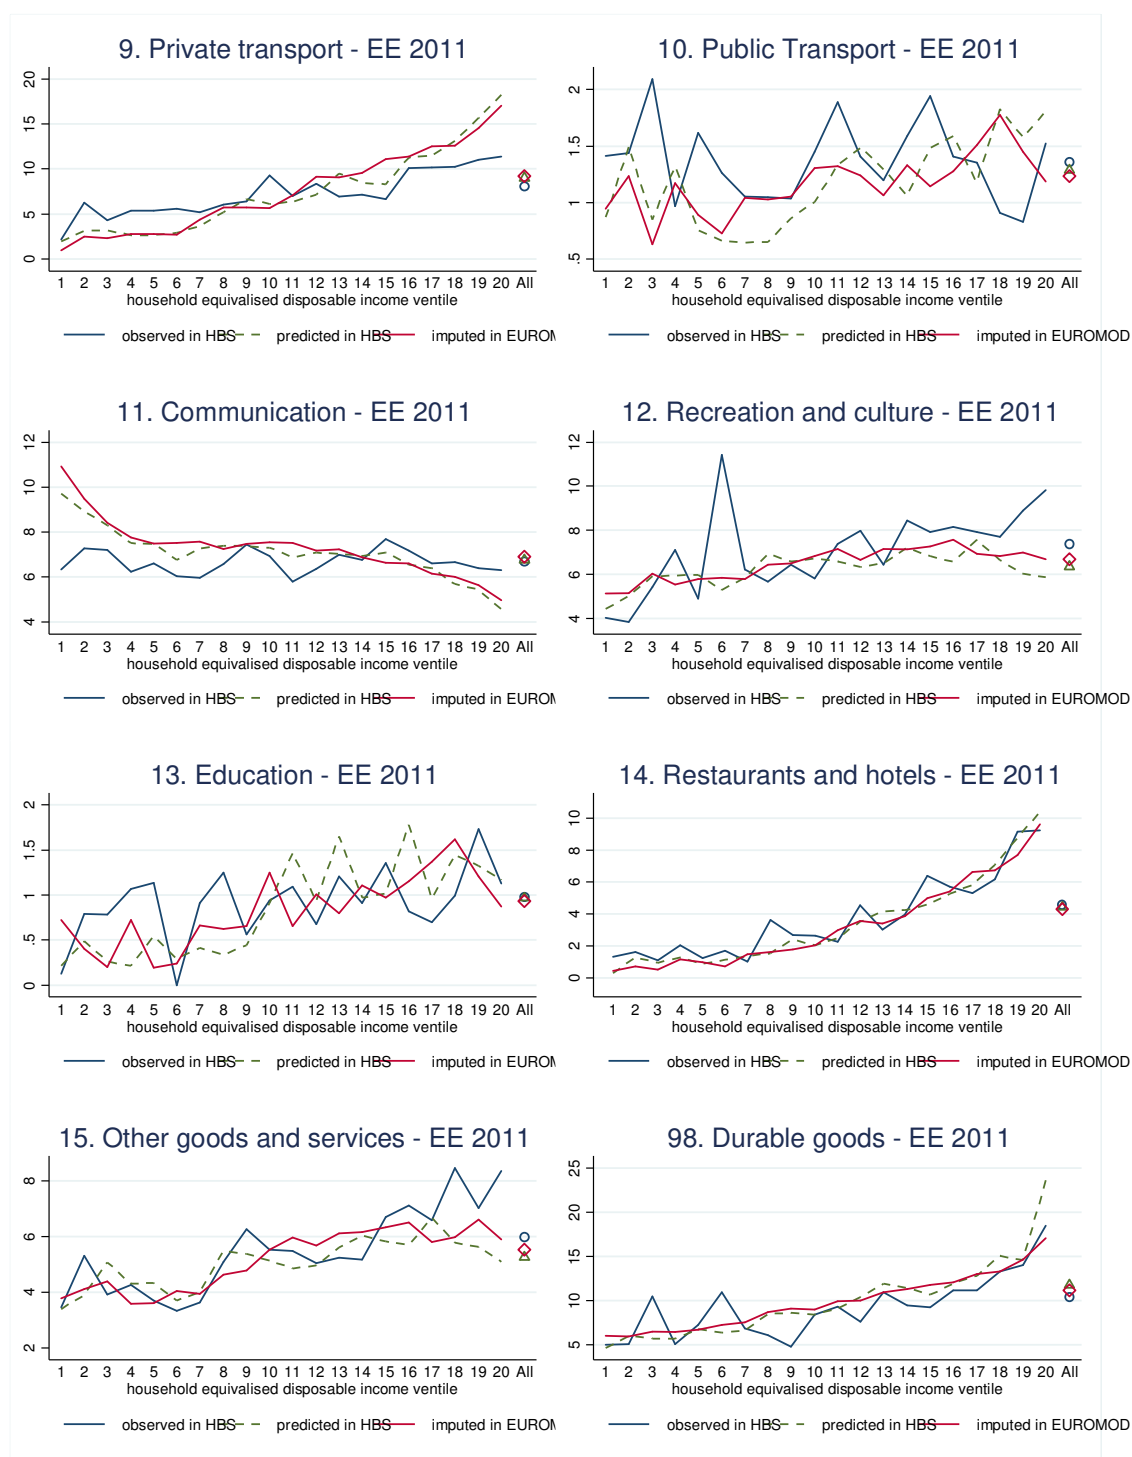 9. Private transport - EE 2011
20
15
10
5
0
1 2 3 4 5 6 7 8 9 10 11 12 13 14 15 16 17 18 19 20 All
household equivalised disposable income ventile
observed in HBS predicted in HBS imputed in EUROM
10. Public Transport - EE 2011
2
1.5
1
.5
1 2 3 4 5 6 7 8 9 10 11 12 13 14 15 16 17 18 19 20 All
household equivalised disposable income ventile
observed in HBS predicted in HBS imputed in EUROMOD
11. Communication - EE 2011
12
10
8
6
4
1 2 3 4 5 6 7 8 9 10 11 12 13 14 15 16 17 18 19 20 All
household equivalised disposable income ventile
observed in HBS predicted in HBS imputed in EUROM
12. Recreation and culture - EE 2011
12
10
8
6
4
1 2 3 4 5 6 7 8 9 10 11 12 13 14 15 16 17 18 19 20 All
household equivalised disposable income ventile
observed in HBS predicted in HBS imputed in EUROMOD
13. Education - EE 2011
2
1.5
1
.5
0
1 2 3 4 5 6 7 8 9 10 11 12 13 14 15 16 17 18 19 20 All
household equivalised disposable income ventile
observed in HBS predicted in HBS imputed in EUROM
14. Restaurants and hotels - EE 2011
10
8
6
4
2
0
1 2 3 4 5 6 7 8 9 10 11 12 13 14 15 16 17 18 19 20 All
household equivalised disposable income ventile
observed in HBS predicted in HBS imputed in EUROMOD
15. Other goods and services - EE 2011
8
6
4
2
1 2 3 4 5 6 7 8 9 10 11 12 13 14 15 16 17 18 19 20 All
household equivalised disposable income ventile
observed in HBS predicted in HBS imputed in EUROM
98. Durable goods - EE 2011
25
20
15
10
5
1 2 3 4 5 6 7 8 9 10 11 12 13 14 15 16 17 18 19 20 All
household equivalised disposable income ventile
observed in HBS predicted in HBS imputed in EUROMOD